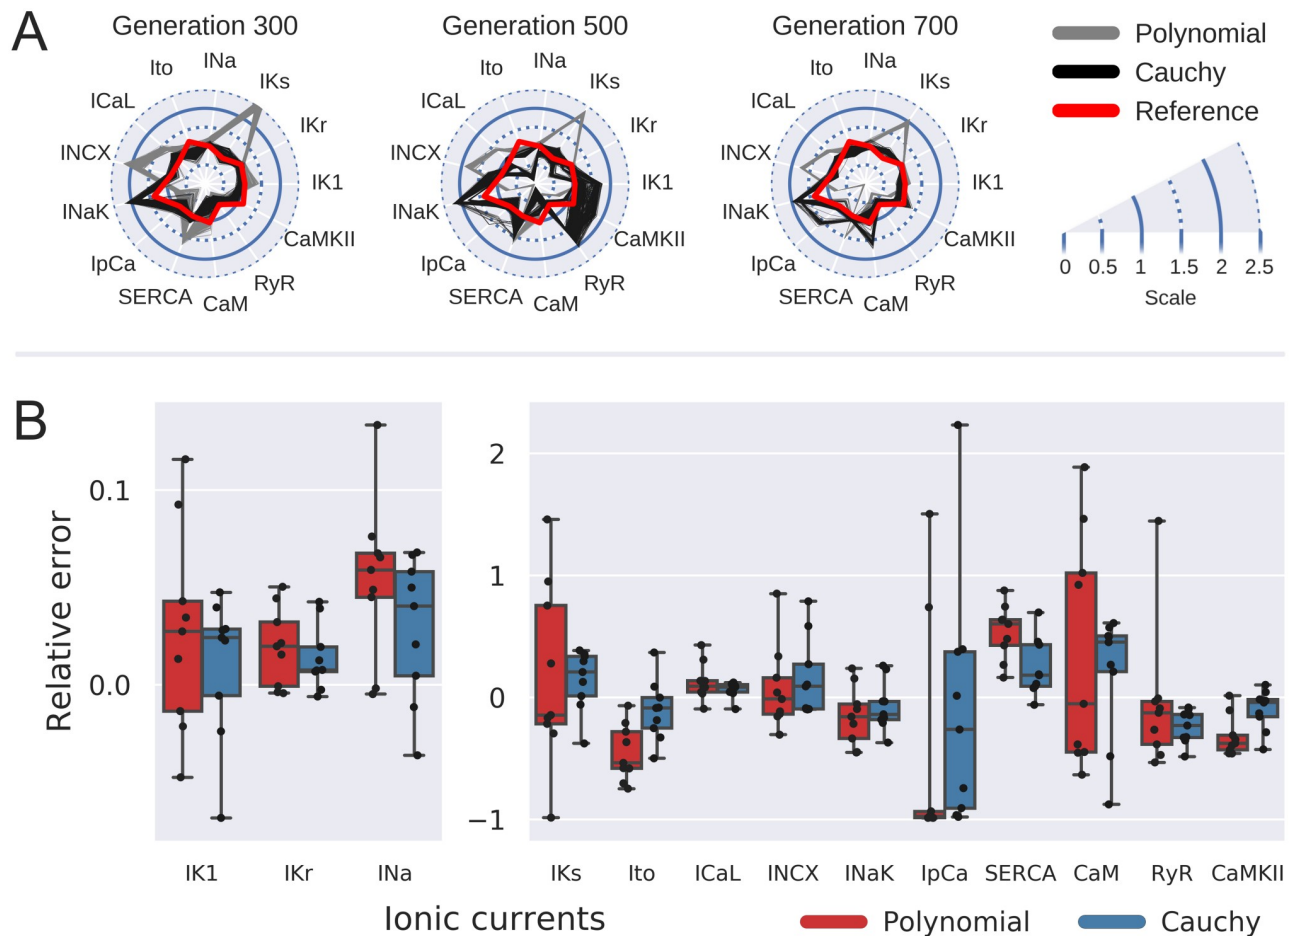 A
Generation 300
Generation 500
Generation 700
INa
Ito
IKs
ICaL
IKr
INCX
IK1
INaK
CaMKII
IpCa
RyR
SERCA
CaM
INa
Ito
IKs
ICaL
IKr
INCX
IK1
INaK
CaMKII
IpCa
RyR
SERCA
CaM
INa
Ito
IKs
ICaL
IKr
INCX
IK1
INaK
CaMKII
IpCa
RyR
SERCA
CaM
Polynomial
Cauchy
Reference
0 0.5 1 1.5 2 2.5
Scale
B
Relative error
0.1
0.0
2
1
0
−1
IK1 IKr INa IKs Ito ICaL INCX INaK IpCa SERCA CaM RyR CaMKII
Ionic currents
Polynomial Cauchy